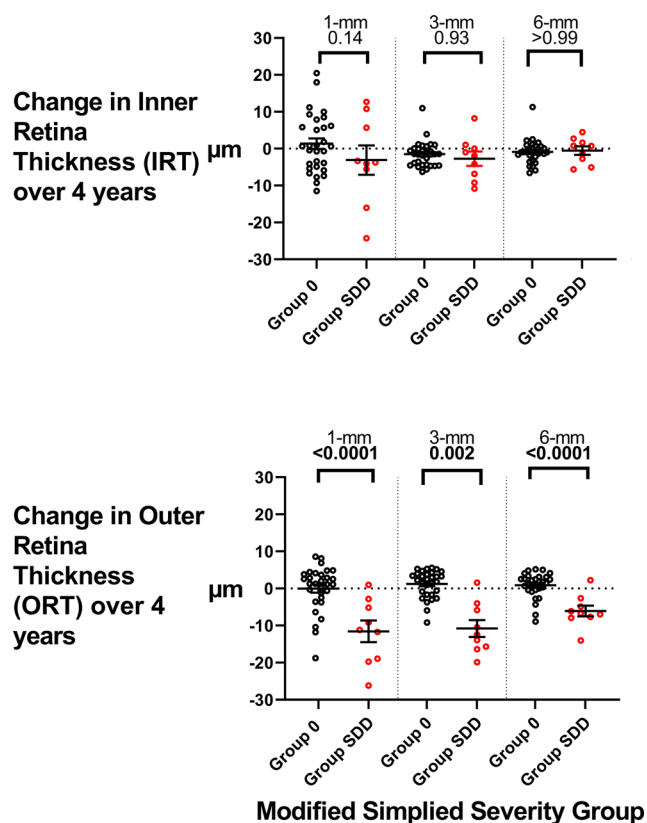 1-mm 3-mm 6-mm
0.14 0.93 >0.99
Change in Inner
Retina
Thickness (IRT)
over 4 years
µm
30
20
10
0
-10
-20
-30
Group 0 Group SDD Group 0 Group SDD Group 0 Group SDD
1-mm 3-mm 6-mm
<0.0001 0.002 <0.0001
Change in Outer
Retina
Thickness
(ORT) over 4
years
µm
30
20
10
0
-10
-20
-30
Group 0 Group SDD Group 0 Group SDD Group 0 Group SDD
Modified Simplied Severity Group